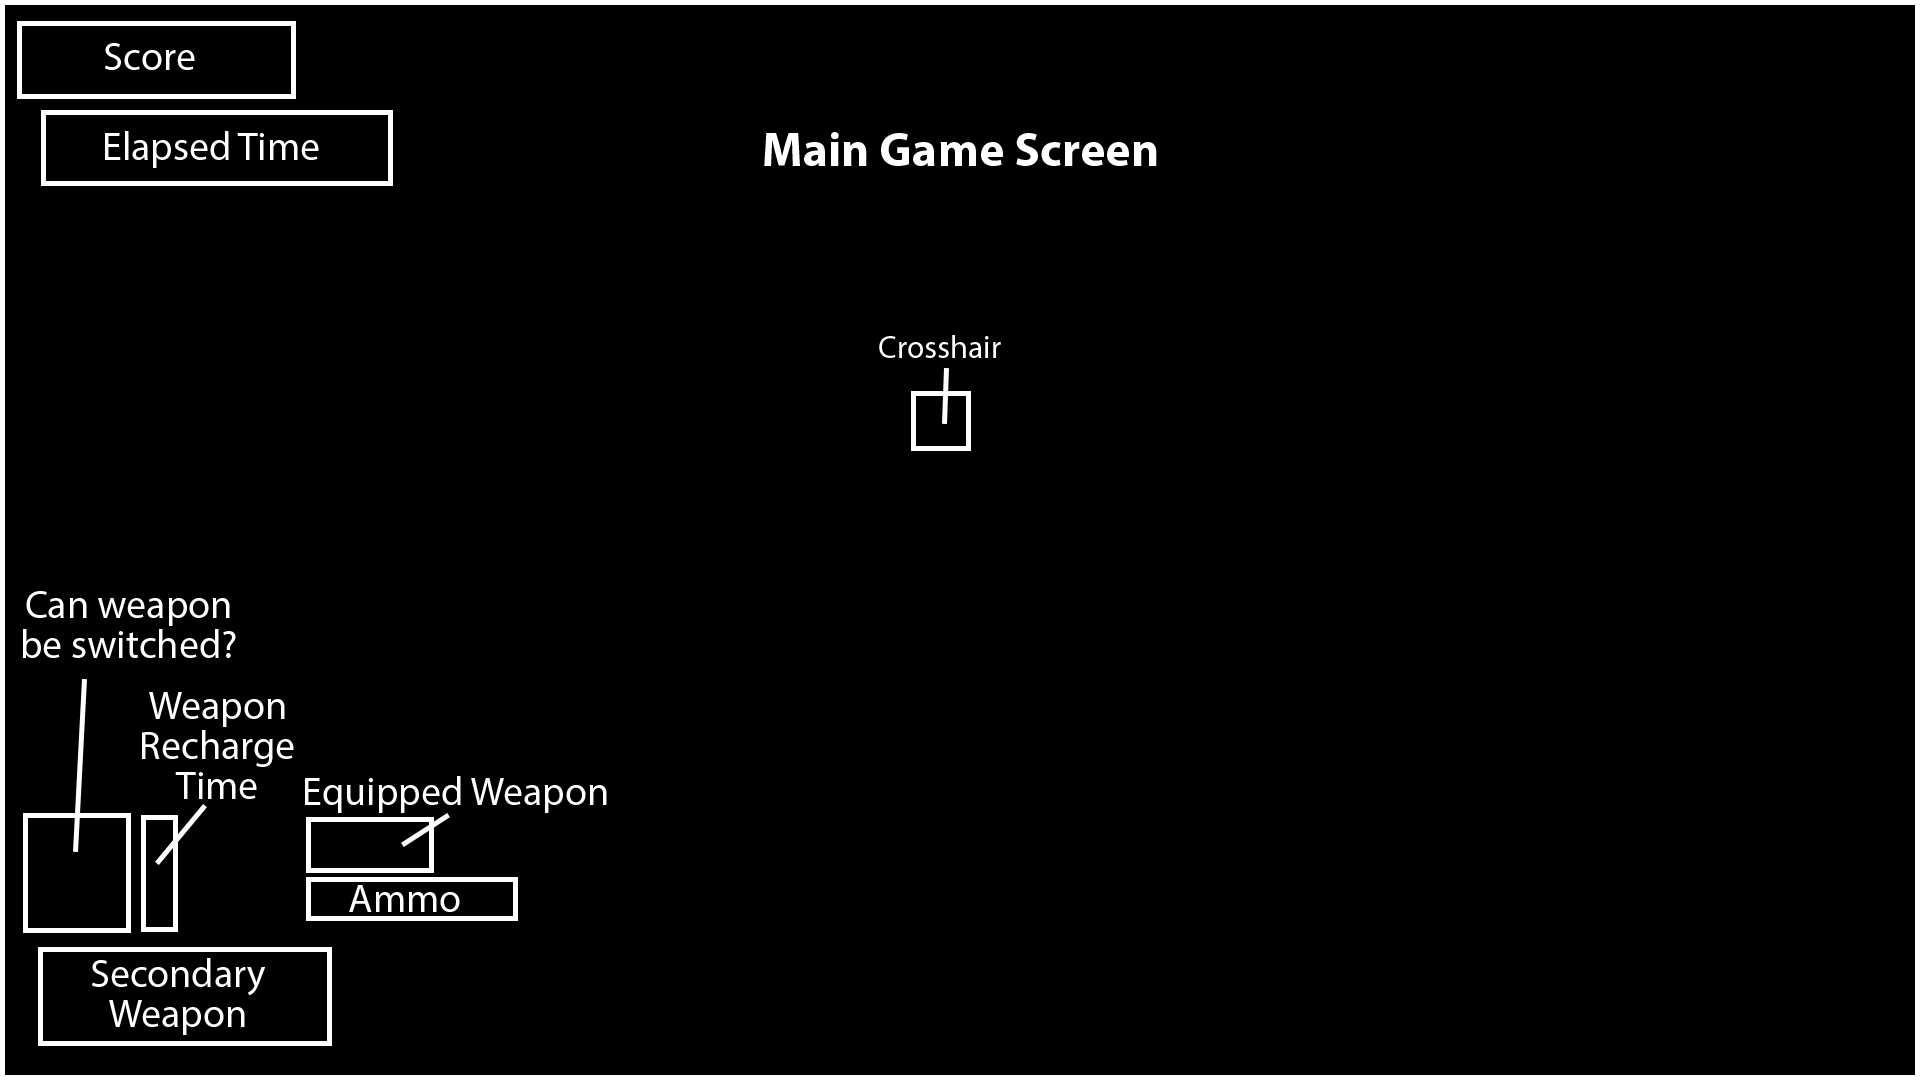 Score
Elapsed Time
Main Game Screen
Crosshair
Can weapon
be switched?
Weapon
Recharge
Time
Equipped Weapon
Ammo
Secondary
Weapon